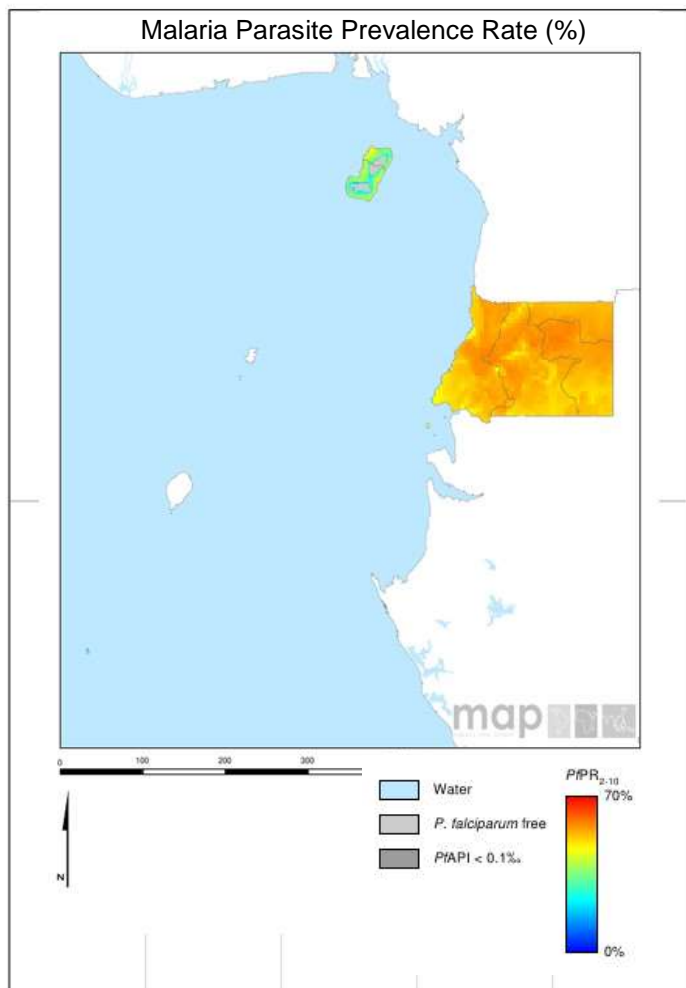 Malaria Parasite Prevalence Rate (%)
map
0 100 200 300
Water
P. falciparum free
PfAPI < 0.1‰
PfPR2-10
70%
0%
N